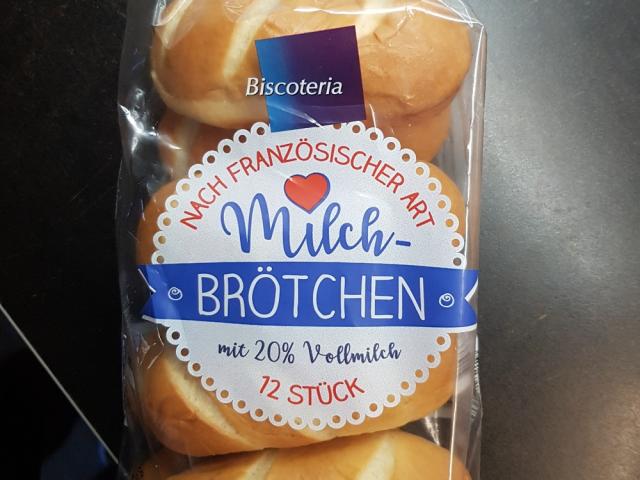 Biscoteria
NACH FRANZÖSISCHER ART
Milch-
BRÖTCHEN
mit 20% Vollmilch
12 STÜCK